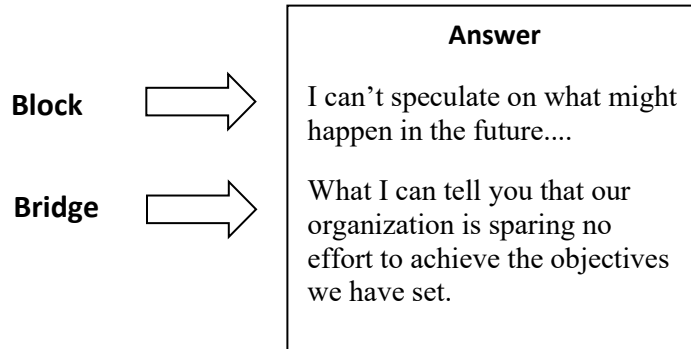 Answer
Block
I can’t speculate on what might
happen in the future....
Bridge
What I can tell you that our
organization is sparing no
effort to achieve the objectives
we have set.